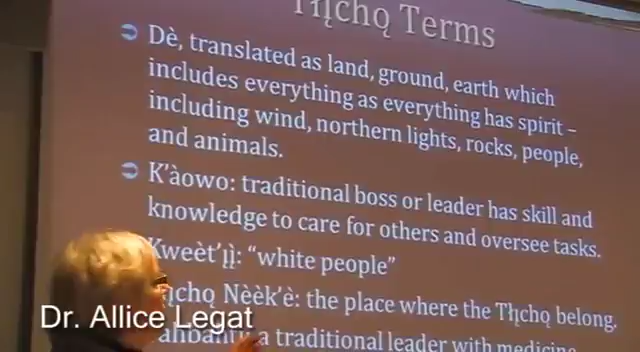 Tłı̨chǫ Terms
Dè, translated as land, ground, earth which
includes everything as everything has spirit –
including wind, northern lights, rocks, people,
and animals.
K'àowo: traditional boss or leader has skill and
knowledge to care for others and oversee tasks.
Kweèt'ı̨ı̨̀: "white people"
Nèèk'è: the place where the Tłı̨chǫ belong.
a traditional leader with medicine
Dr. Allice Legat